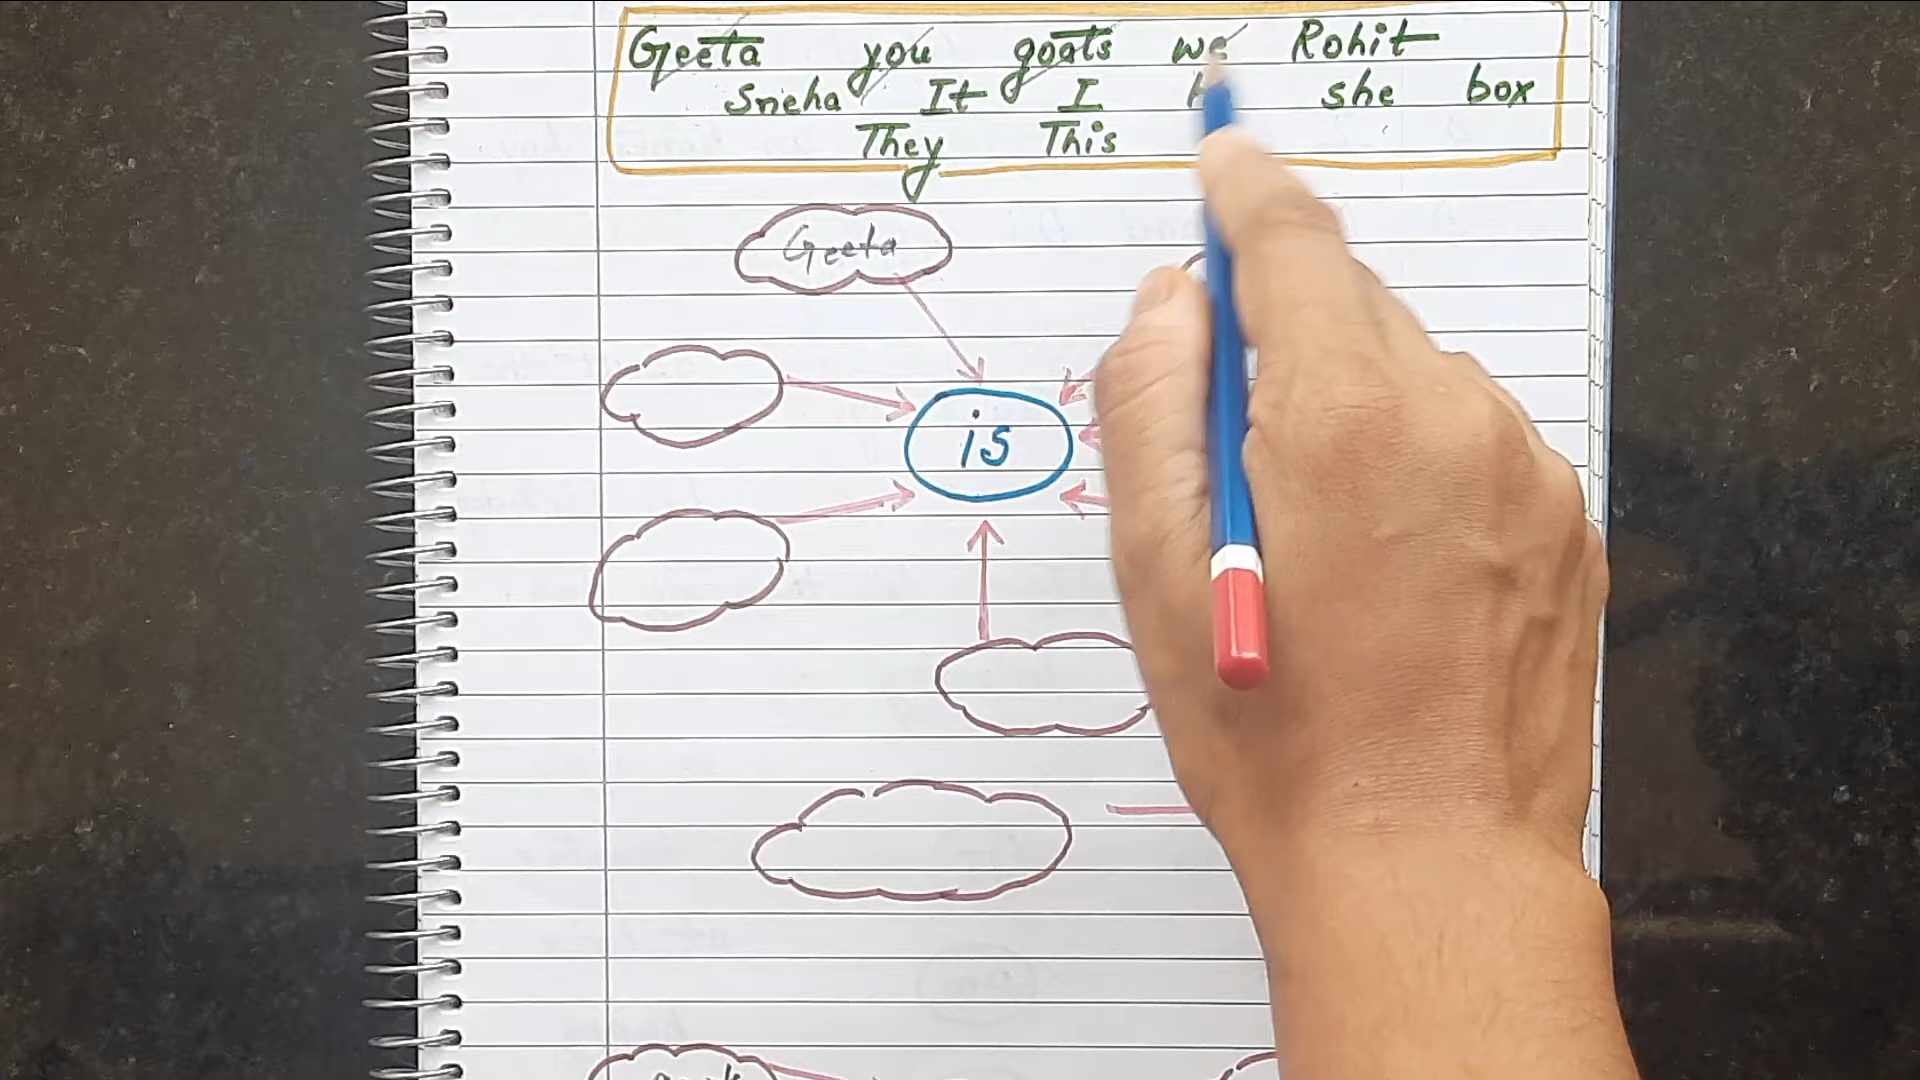 Geeta you goats we Rohit
Sneha It I she box
They This
Geeta
is